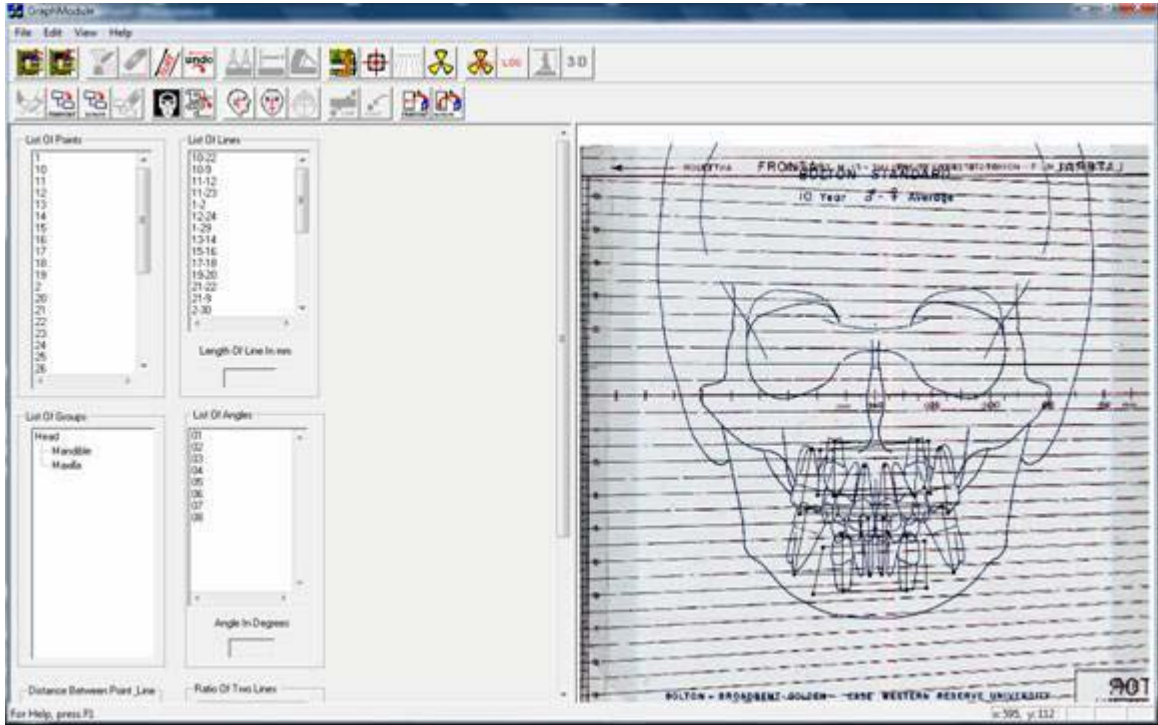 GraphModule
File Edit View Help
undo
LOG
3D
List Of Points
1
10
11
12
13
14
15
16
17
18
19
2
20
21
22
23
24
25
26
List Of Lines
10-22
10-9
11-12
11-23
1-2
12-24
1-29
13-14
15-16
17-18
19-20
21-22
21-9
2-30
Length Of Line In mm
List Of Groups
Head
Mandible
Maxilla
List Of Angles
01
02
03
04
05
06
07
08
Angle In Degrees
Distance Between Point_Line
Ratio Of Two Lines
BOLTON STANDARD
10 Year ♂-♀ Average
BOLTON - BROADBENT-GOLDEN - CASE WESTERN RESERVE UNIVERSITY
For Help, press F1
x: 595, y:112